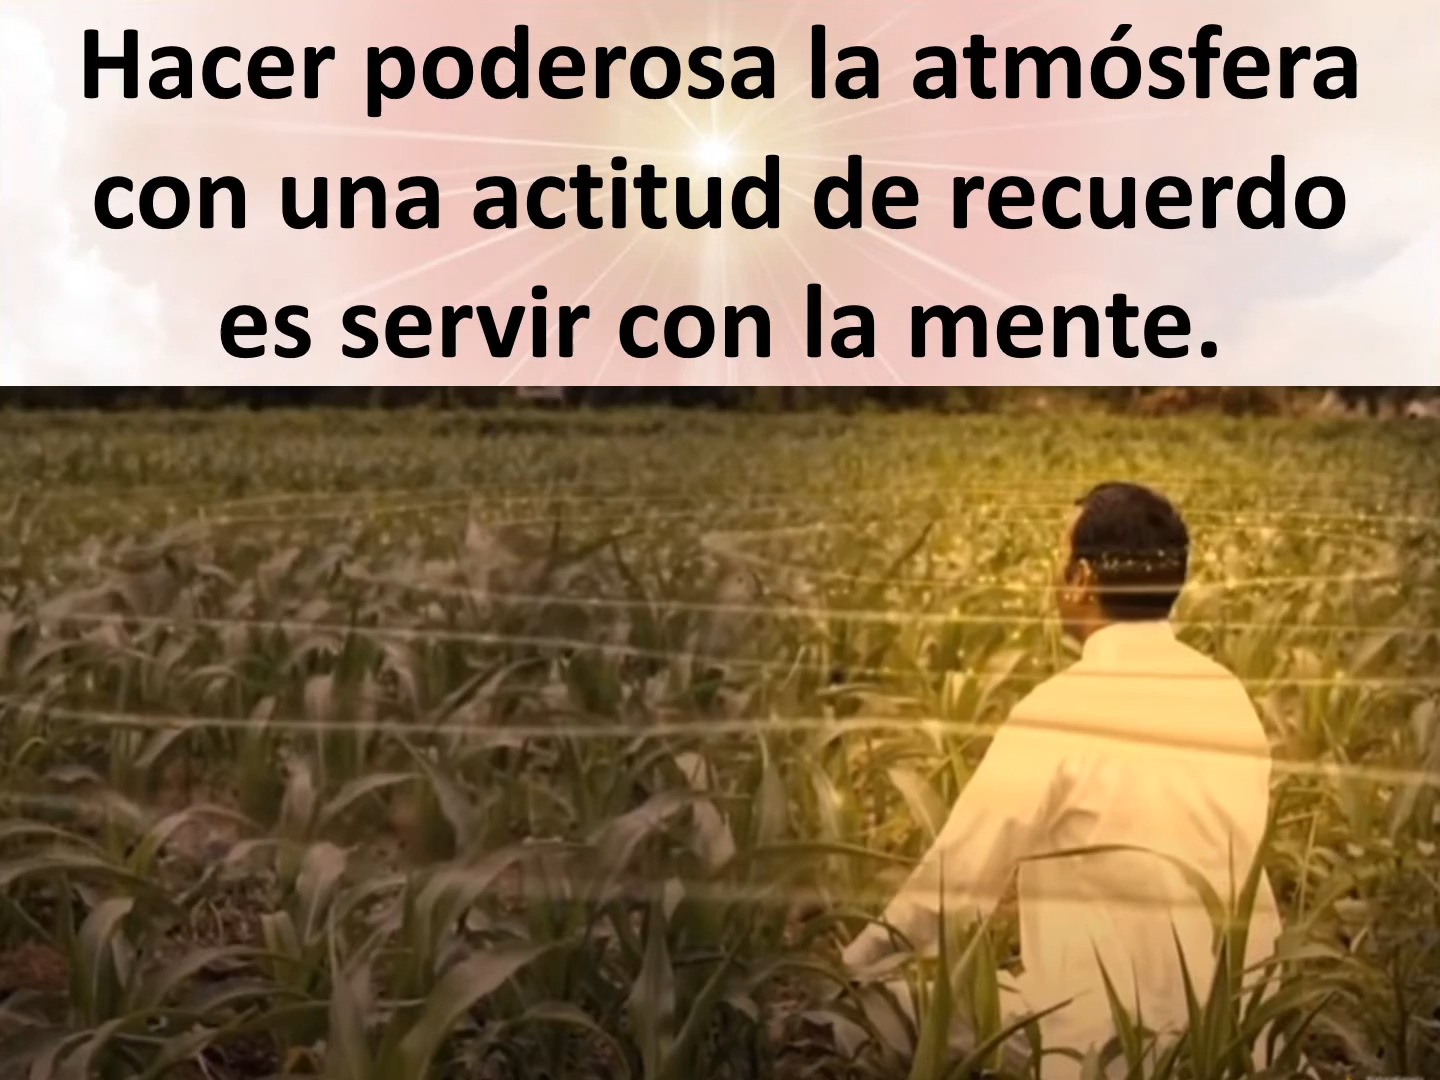 Hacer poderosa la atmósfera
con una actitud de recuerdo
es servir con la mente.